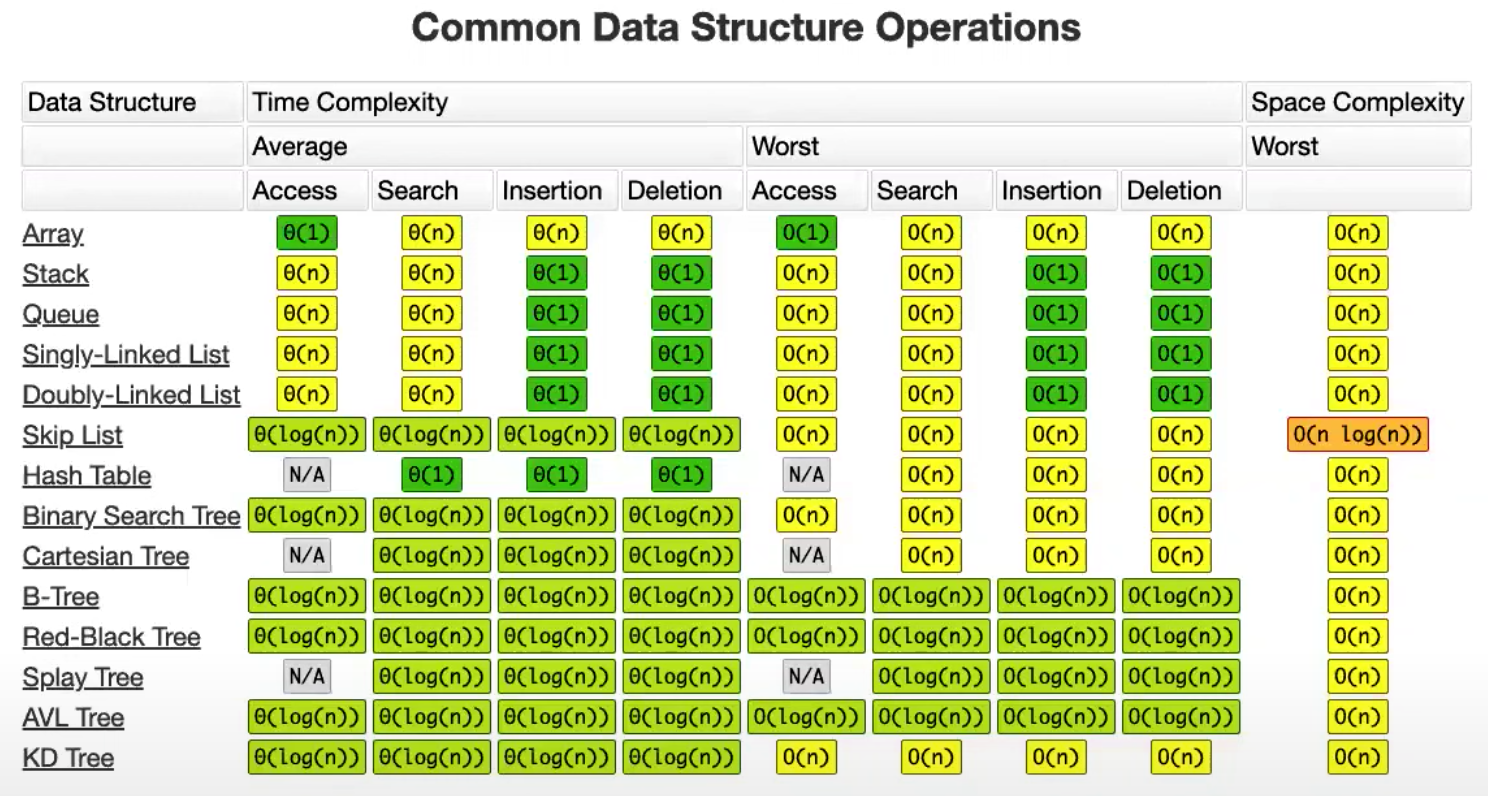 Common Data Structure Operations
Data Structure Time Complexity Space Complexity
Average Worst Worst
Access Search Insertion Deletion Access Search Insertion Deletion
Array Θ(1) Θ(n) Θ(n) Θ(n) O(1) O(n) O(n) O(n) O(n)
Stack Θ(n) Θ(n) Θ(1) Θ(1) O(n) O(n) O(1) O(1) O(n)
Queue Θ(n) Θ(n) Θ(1) Θ(1) O(n) O(n) O(1) O(1) O(n)
Singly-Linked List Θ(n) Θ(n) Θ(1) Θ(1) O(n) O(n) O(1) O(1) O(n)
Doubly-Linked List Θ(n) Θ(n) Θ(1) Θ(1) O(n) O(n) O(1) O(1) O(n)
Skip List Θ(log(n)) Θ(log(n)) Θ(log(n)) Θ(log(n)) O(n) O(n) O(n) O(n) O(n log(n))
Hash Table N/A Θ(1) Θ(1) Θ(1) N/A O(n) O(n) O(n) O(n)
Binary Search Tree Θ(log(n)) Θ(log(n)) Θ(log(n)) Θ(log(n)) O(n) O(n) O(n) O(n) O(n)
Cartesian Tree N/A Θ(log(n)) Θ(log(n)) Θ(log(n)) N/A O(n) O(n) O(n) O(n)
B-Tree Θ(log(n)) Θ(log(n)) Θ(log(n)) Θ(log(n)) O(log(n)) O(log(n)) O(log(n)) O(log(n)) O(n)
Red-Black Tree Θ(log(n)) Θ(log(n)) Θ(log(n)) Θ(log(n)) O(log(n)) O(log(n)) O(log(n)) O(log(n)) O(n)
Splay Tree N/A Θ(log(n)) Θ(log(n)) Θ(log(n)) N/A O(log(n)) O(log(n)) O(log(n)) O(n)
AVL Tree Θ(log(n)) Θ(log(n)) Θ(log(n)) Θ(log(n)) O(log(n)) O(log(n)) O(log(n)) O(log(n)) O(n)
KD Tree Θ(log(n)) Θ(log(n)) Θ(log(n)) Θ(log(n)) O(n) O(n) O(n) O(n) O(n)